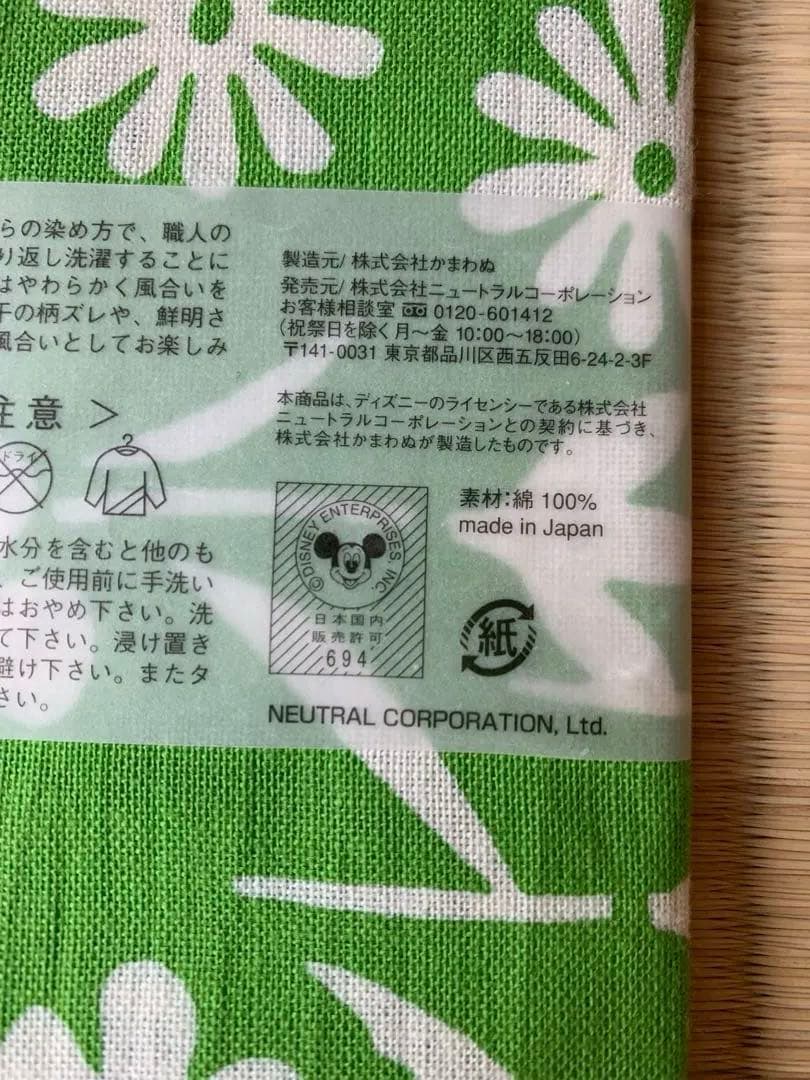 らの染め方で、職人の
り返し洗濯することに
はやわらかく風合いを
干の柄ズレや、鮮明さ
風合いとしてお楽しみ
注意 >
ドライ
水分を含むと他のも
、ご使用前に手洗い
はおやめ下さい。洗
て下さい。浸け置き
避け下さい。またタ
さい。
製造元/ 株式会社かまわぬ
発売元/ 株式会社ニュートラルコーポレーション
お客様相談室 0120-601412
(祝祭日を除く月〜金 10:00〜18:00)
〒141-0031 東京都品川区西五反田6-24-2-3F
本商品は、ディズニーのライセンシーである株式会社
ニュートラルコーポレーションとの契約に基づき、
株式会社かまわぬが製造したものです。
©DISNEY ENTERPRISES, INC.
日本国内
販売許可
694
素材:綿 100%
made in Japan
紙
NEUTRAL CORPORATION, Ltd.